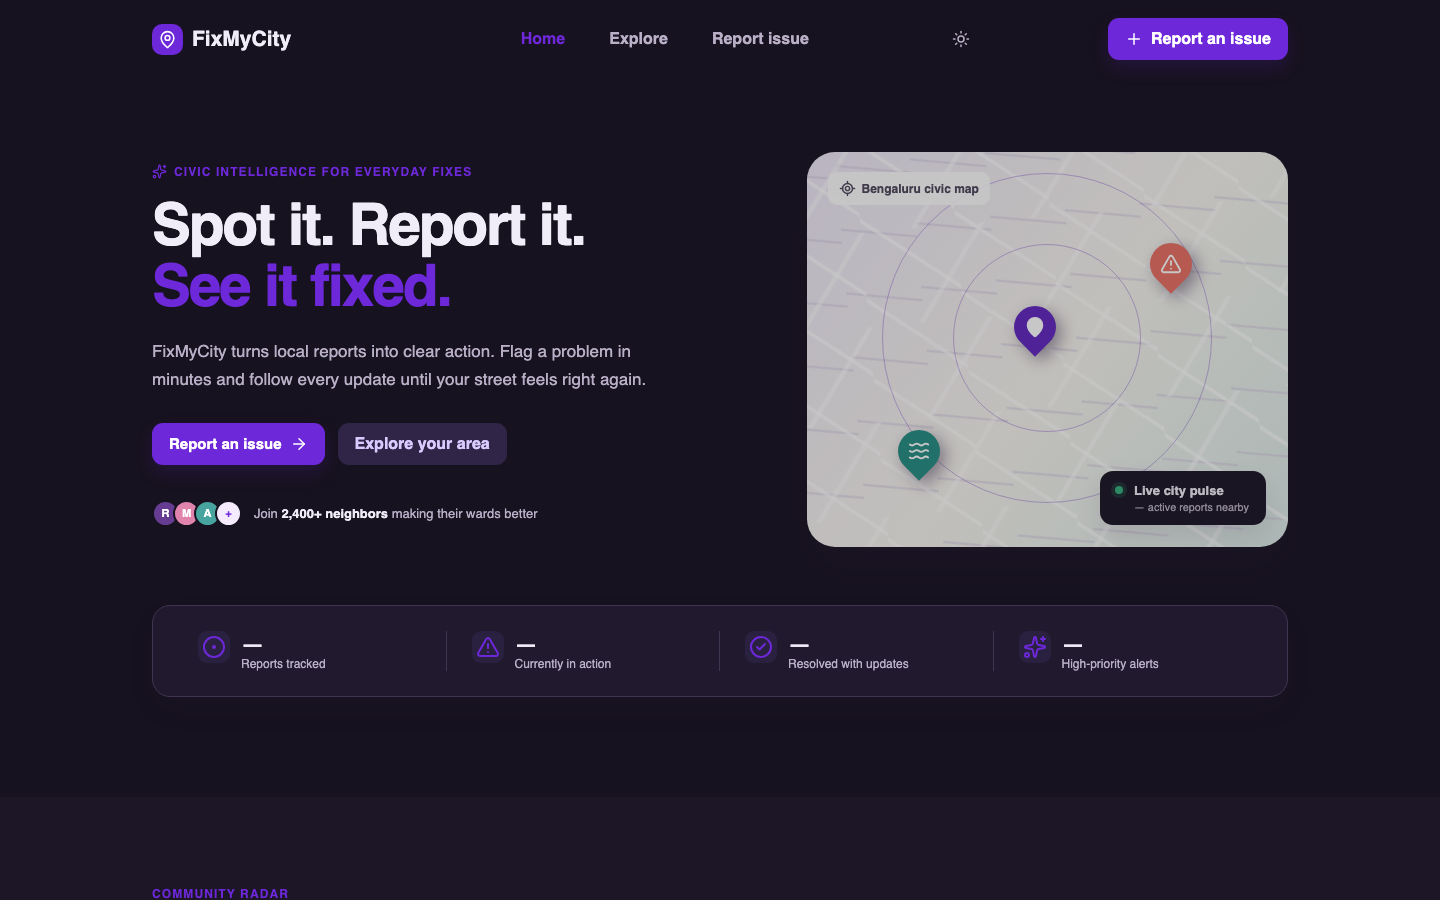 FixMyCity
Home
Explore
Report issue
Report an issue
CIVIC INTELLIGENCE FOR EVERYDAY FIXES
Spot it. Report it.
See it fixed.
FixMyCity turns local reports into clear action. Flag a problem in
minutes and follow every update until your street feels right again.
Report an issue
Explore your area
R M A +
Join 2,400+ neighbors making their wards better
Bengaluru civic map
Live city pulse
— active reports nearby
—
Reports tracked
—
Currently in action
—
Resolved with updates
—
High-priority alerts
COMMUNITY RADAR